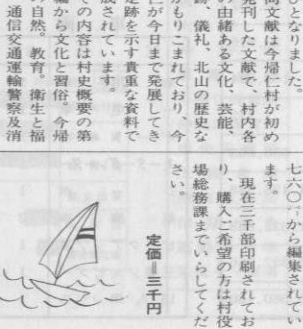 ひとなりました。
同文献は今帰仁村が初め
発刊した文献で、村内各
の由緒ある文化、芸能、
跡、儀礼、北山の歴史な
がもりこまれており、今
仁が今日まで発展してき
足跡を示す貴重な資料で
成されています。
の内容は村史概要の第
編から文化と民俗。今帰
の自然。教育。衛生と福
通信交通運輸警察及消
七六〇から編集されてい
ます。
現在三千部印刷されてお
り、購入ご希望の方は村役
場総務課までいらしてくだ
さい。
定価=三千円